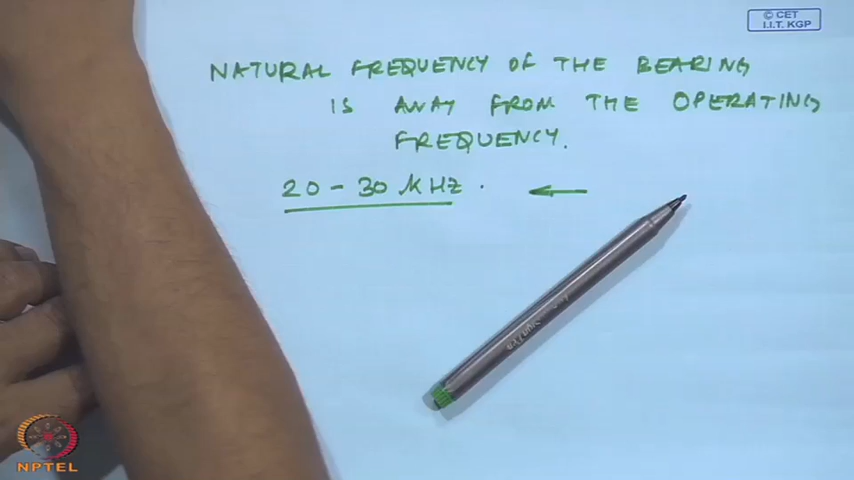 © CET
I.I.T. KGP
NATURAL FREQUENCY OF THE BEARING
IS AWAY FROM THE OPERATING
FREQUENCY.
20 - 30 KHZ.
NPTEL